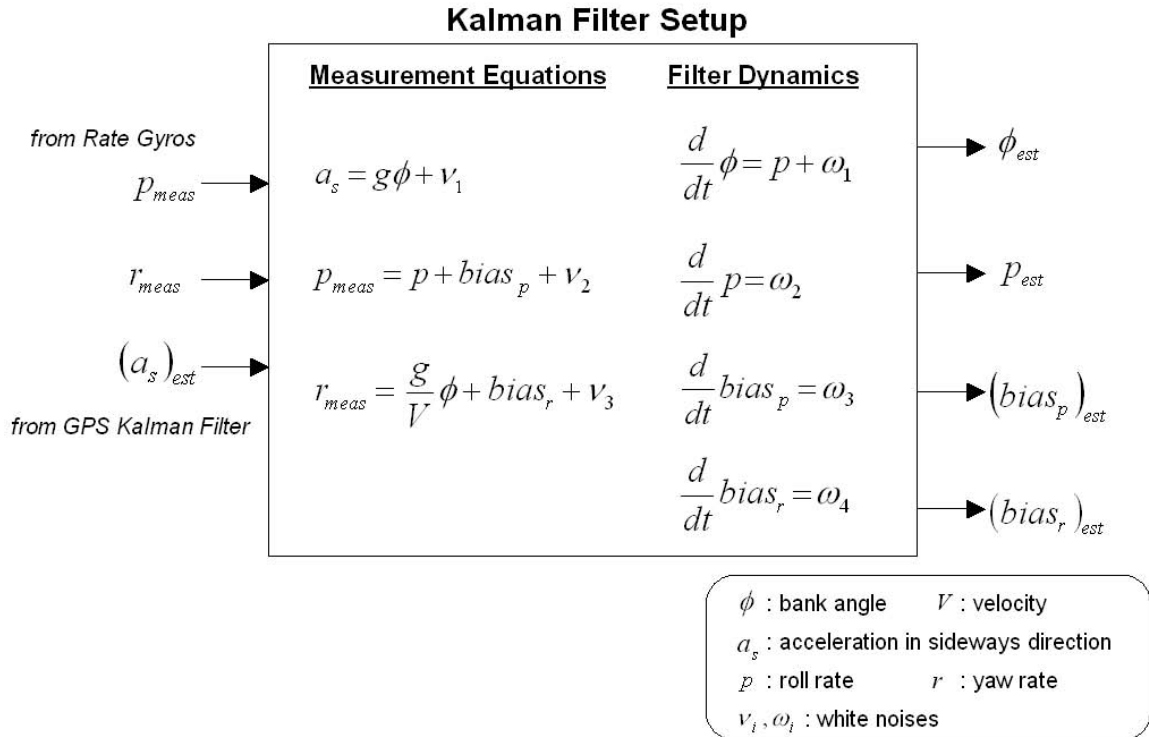 Kalman Filter Setup
Measurement Equations
Filter Dynamics
from Rate Gyros
p_meas
r_meas
(a_s)_est
from GPS Kalman Filter
a_s = gϕ + ν_1
p_meas = p + bias_p + ν_2
r_meas = g/V ϕ + bias_r + ν_3
d/dt ϕ = p + ω_1
d/dt p = ω_2
d/dt bias_p = ω_3
d/dt bias_r = ω_4
ϕ_est
p_est
(bias_p)_est
(bias_r)_est
ϕ : bank angle V : velocity
a_s : acceleration in sideways direction
p : roll rate r : yaw rate
ν_i , ω_i : white noises